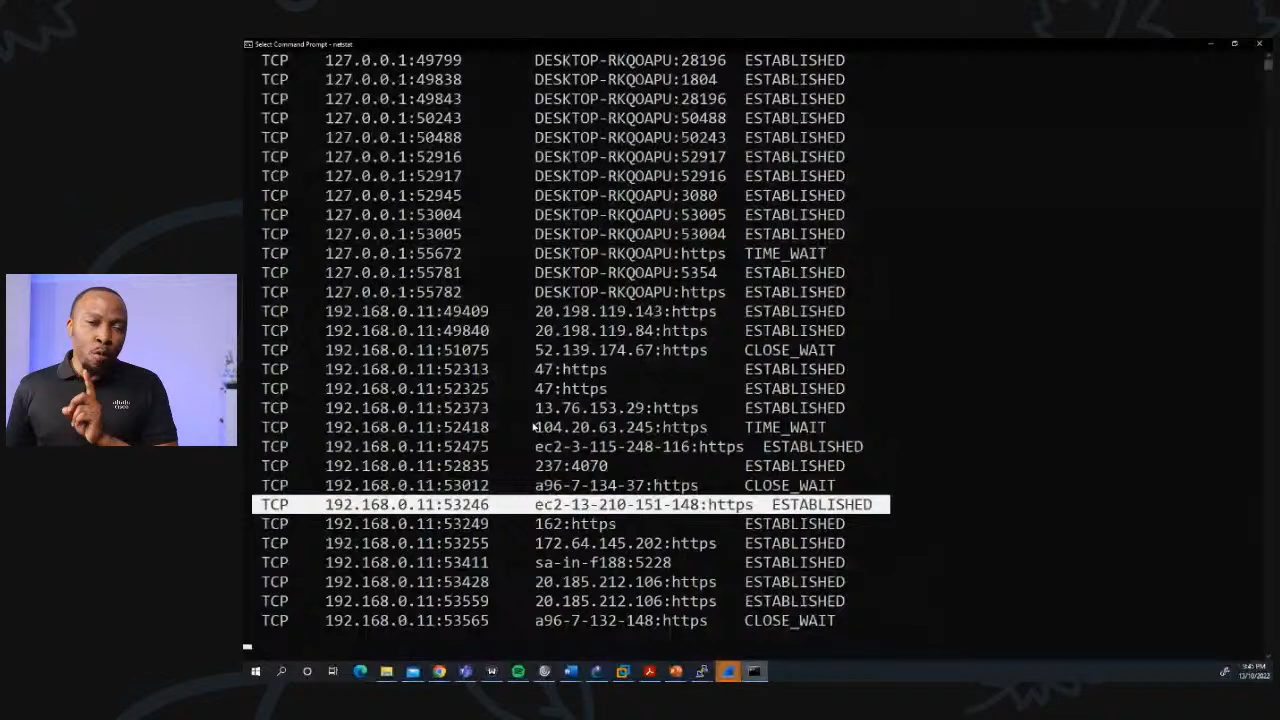 Select Command Prompt - netstat
TCP 127.0.0.1:49799 DESKTOP-RKQOAPU:28196 ESTABLISHED
TCP 127.0.0.1:49838 DESKTOP-RKQOAPU:1804 ESTABLISHED
TCP 127.0.0.1:49843 DESKTOP-RKQOAPU:28196 ESTABLISHED
TCP 127.0.0.1:50243 DESKTOP-RKQOAPU:50488 ESTABLISHED
TCP 127.0.0.1:50488 DESKTOP-RKQOAPU:50243 ESTABLISHED
TCP 127.0.0.1:52916 DESKTOP-RKQOAPU:52917 ESTABLISHED
TCP 127.0.0.1:52917 DESKTOP-RKQOAPU:52916 ESTABLISHED
TCP 127.0.0.1:52945 DESKTOP-RKQOAPU:3080 ESTABLISHED
TCP 127.0.0.1:53004 DESKTOP-RKQOAPU:53005 ESTABLISHED
TCP 127.0.0.1:53005 DESKTOP-RKQOAPU:53004 ESTABLISHED
TCP 127.0.0.1:55672 DESKTOP-RKQOAPU:https TIME_WAIT
TCP 127.0.0.1:55781 DESKTOP-RKQOAPU:5354 ESTABLISHED
TCP 127.0.0.1:55782 DESKTOP-RKQOAPU:https ESTABLISHED
TCP 192.168.0.11:49409 20.198.119.143:https ESTABLISHED
TCP 192.168.0.11:49840 20.198.119.84:https ESTABLISHED
TCP 192.168.0.11:51075 52.139.174.67:https CLOSE_WAIT
TCP 192.168.0.11:52313 47:https ESTABLISHED
TCP 192.168.0.11:52325 47:https ESTABLISHED
TCP 192.168.0.11:52373 13.76.153.29:https ESTABLISHED
TCP 192.168.0.11:52418 104.20.63.245:https TIME_WAIT
TCP 192.168.0.11:52475 ec2-3-115-248-116:https ESTABLISHED
TCP 192.168.0.11:52835 237:4070 ESTABLISHED
TCP 192.168.0.11:53012 a96-7-134-37:https CLOSE_WAIT
TCP 192.168.0.11:53246 ec2-13-210-151-148:https ESTABLISHED
TCP 192.168.0.11:53249 162:https ESTABLISHED
TCP 192.168.0.11:53255 172.64.145.202:https ESTABLISHED
TCP 192.168.0.11:53411 sa-in-f188:5228 ESTABLISHED
TCP 192.168.0.11:53428 20.185.212.106:https ESTABLISHED
TCP 192.168.0.11:53559 20.185.212.106:https ESTABLISHED
TCP 192.168.0.11:53565 a96-7-132-148:https CLOSE_WAIT
CISCO
9:45 PM
13/10/2022